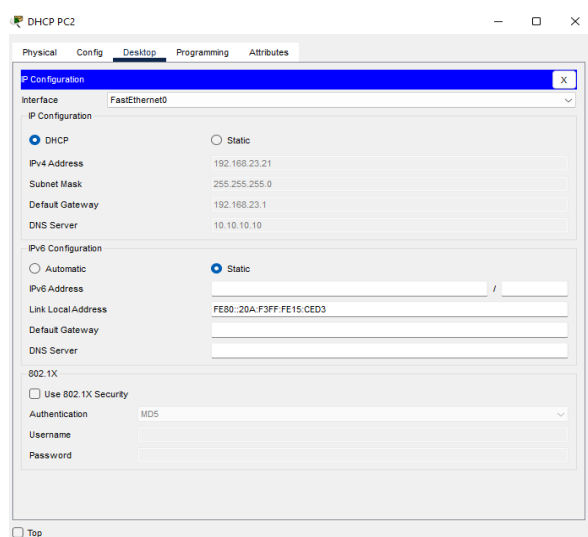 DHCP PC2
Physical Config Desktop Programming Attributes
IP Configuration X
Interface FastEthernet0
IP Configuration
DHCP Static
IPv4 Address 192.168.23.21
Subnet Mask 255.255.255.0
Default Gateway 192.168.23.1
DNS Server 10.10.10.10
IPv6 Configuration
Automatic Static
IPv6 Address /
Link Local Address FE80::20A:F3FF:FE15:CED3
Default Gateway
DNS Server
802.1X
Use 802.1X Security
Authentication MD5
Username
Password
Top